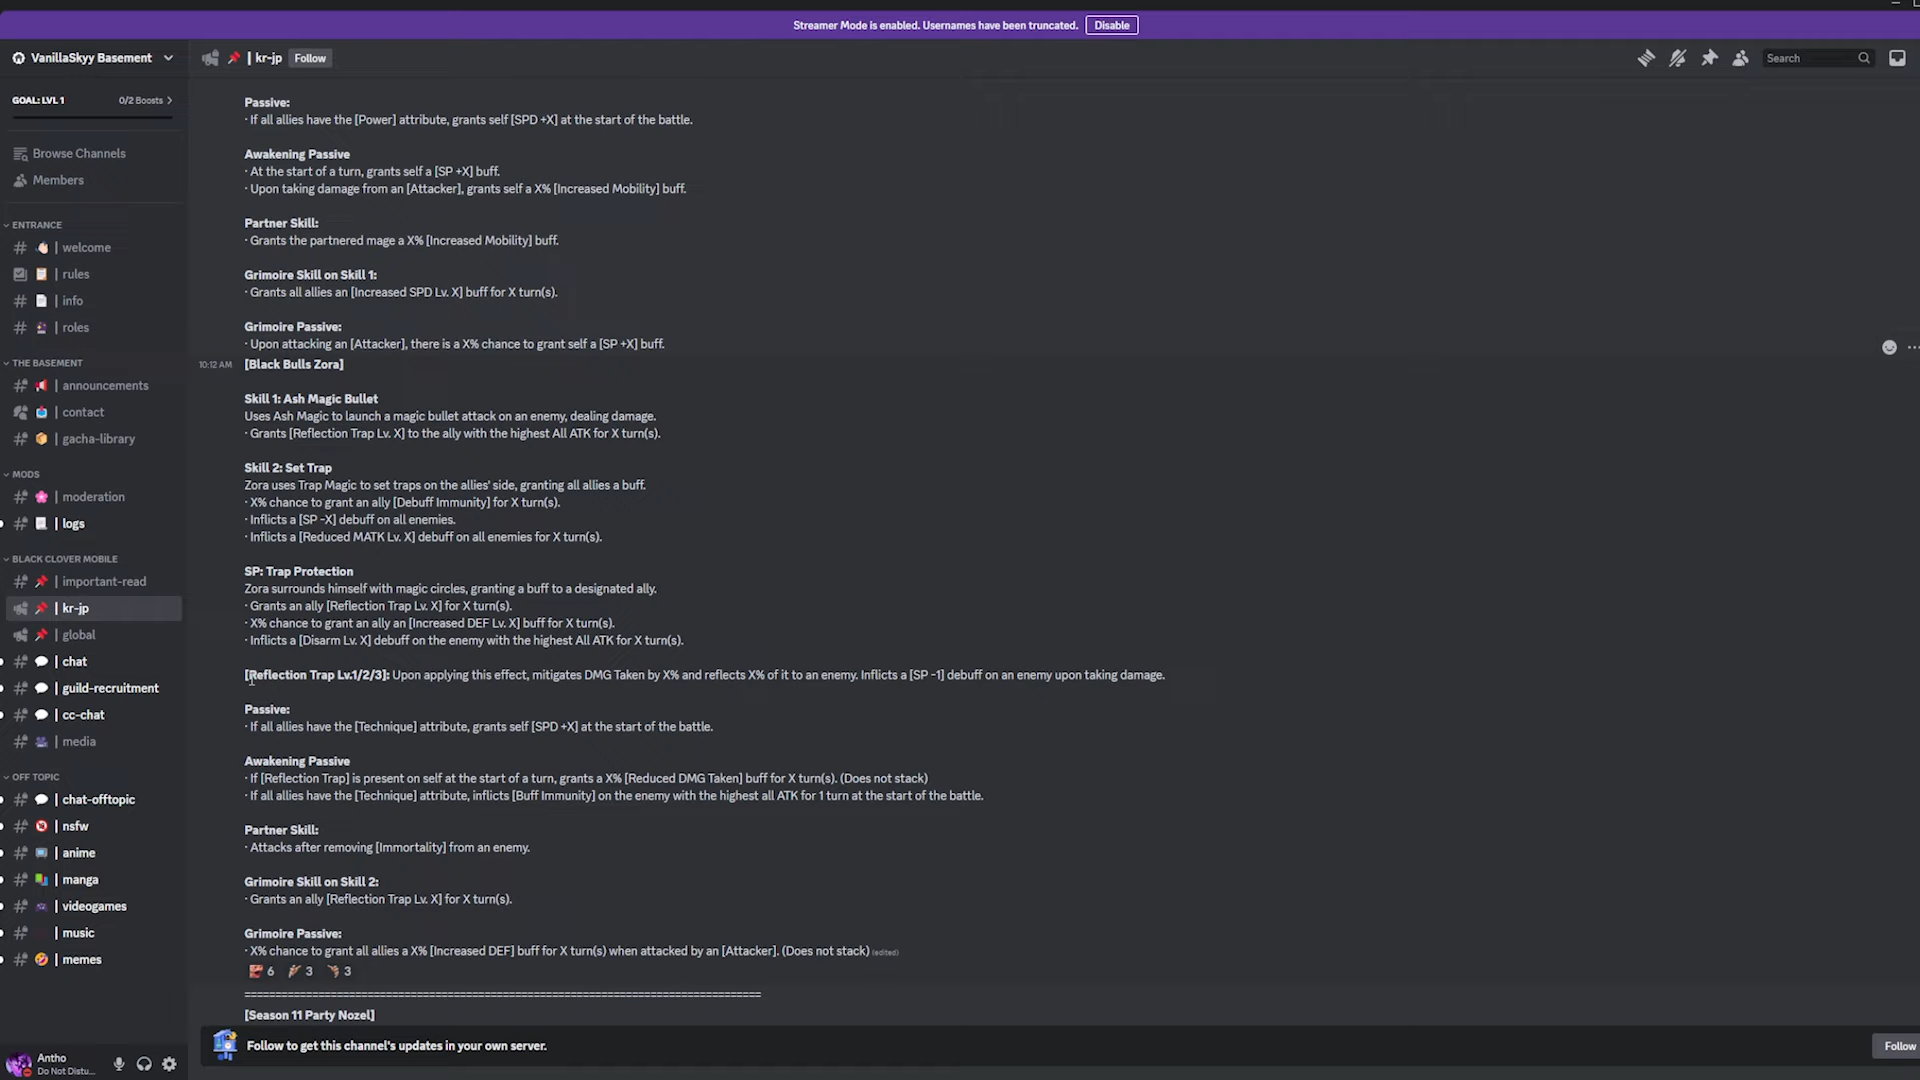 Streamer Mode is enabled. Usernames have been truncated. Disable
VanillaSkyy Basement
GOAL: LVL 1 0/2 Boosts
Browse Channels
Members
ENTRANCE
| welcome
| rules
| info
| roles
THE BASEMENT
| announcements
| contact
| gacha-library
MODS
| moderation
| logs
BLACK CLOVER MOBILE
| important-read
| kr-jp
| global
| chat
| guild-recruitment
| cc-chat
| media
OFF TOPIC
| chat-offtopic
| nsfw
| anime
| manga
| videogames
| music
| memes
Antho
Do Not Distu...
| kr-jp Follow
Search
Passive:
· If all allies have the [Power] attribute, grants self [SPD +X] at the start of the battle.
Awakening Passive
· At the start of a turn, grants self a [SP +X] buff.
· Upon taking damage from an [Attacker], grants self a X% [Increased Mobility] buff.
Partner Skill:
· Grants the partnered mage a X% [Increased Mobility] buff.
Grimoire Skill on Skill 1:
· Grants all allies an [Increased SPD Lv. X] buff for X turn(s).
Grimoire Passive:
· Upon attacking an [Attacker], there is a X% chance to grant self a [SP +X] buff.
10:12 AM [Black Bulls Zora]
Skill 1: Ash Magic Bullet
Uses Ash Magic to launch a magic bullet attack on an enemy, dealing damage.
· Grants [Reflection Trap Lv. X] to the ally with the highest All ATK for X turn(s).
Skill 2: Set Trap
Zora uses Trap Magic to set traps on the allies' side, granting all allies a buff.
· X% chance to grant an ally [Debuff Immunity] for X turn(s).
· Inflicts a [SP -X] debuff on all enemies.
· Inflicts a [Reduced MATK Lv. X] debuff on all enemies for X turn(s).
SP: Trap Protection
Zora surrounds himself with magic circles, granting a buff to a designated ally.
· Grants an ally [Reflection Trap Lv. X] for X turn(s).
· X% chance to grant an ally an [Increased DEF Lv. X] buff for X turn(s).
· Inflicts a [Disarm Lv. X] debuff on the enemy with the highest All ATK for X turn(s).
[Reflection Trap Lv.1/2/3]: Upon applying this effect, mitigates DMG Taken by X% and reflects X% of it to an enemy. Inflicts a [SP -1] debuff on an enemy upon taking damage.
Passive:
· If all allies have the [Technique] attribute, grants self [SPD +X] at the start of the battle.
Awakening Passive
· If [Reflection Trap] is present on self at the start of a turn, grants a X% [Reduced DMG Taken] buff for X turn(s). (Does not stack)
· If all allies have the [Technique] attribute, inflicts [Buff Immunity] on the enemy with the highest all ATK for 1 turn at the start of the battle.
Partner Skill:
· Attacks after removing [Immortality] from an enemy.
Grimoire Skill on Skill 2:
· Grants an ally [Reflection Trap Lv. X] for X turn(s).
Grimoire Passive:
· X% chance to grant all allies a X% [Increased DEF] buff for X turn(s) when attacked by an [Attacker]. (Does not stack) (edited)
6 3 3
[Season 11 Party Nozel]
Follow to get this channel's updates in your own server. Follow